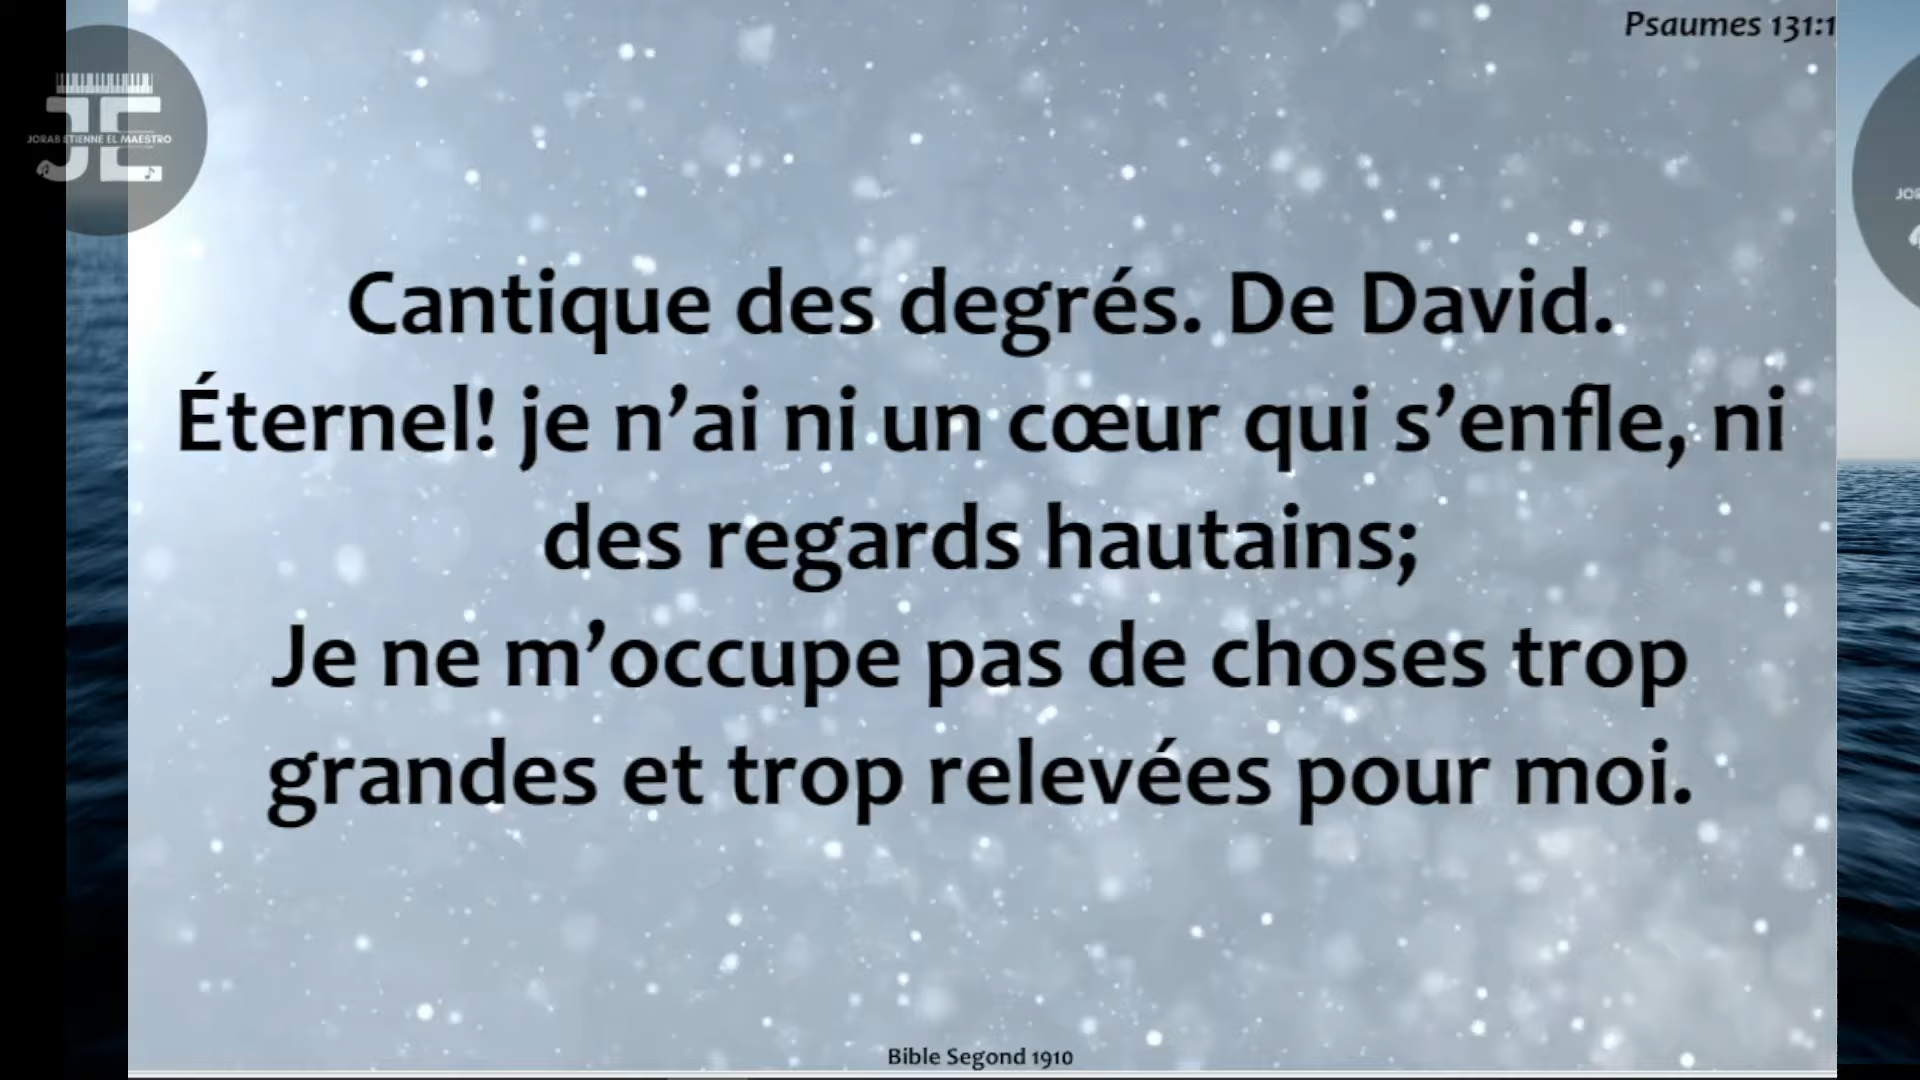 Psaumes 131:1
JORAB ETIENNE EL MAESTRO
JE
Cantique des degrés. De David.
Éternel! je n’ai ni un cœur qui s’enfle, ni
des regards hautains;
Je ne m’occupe pas de choses trop
grandes et trop relevées pour moi.
Bible Segond 1910